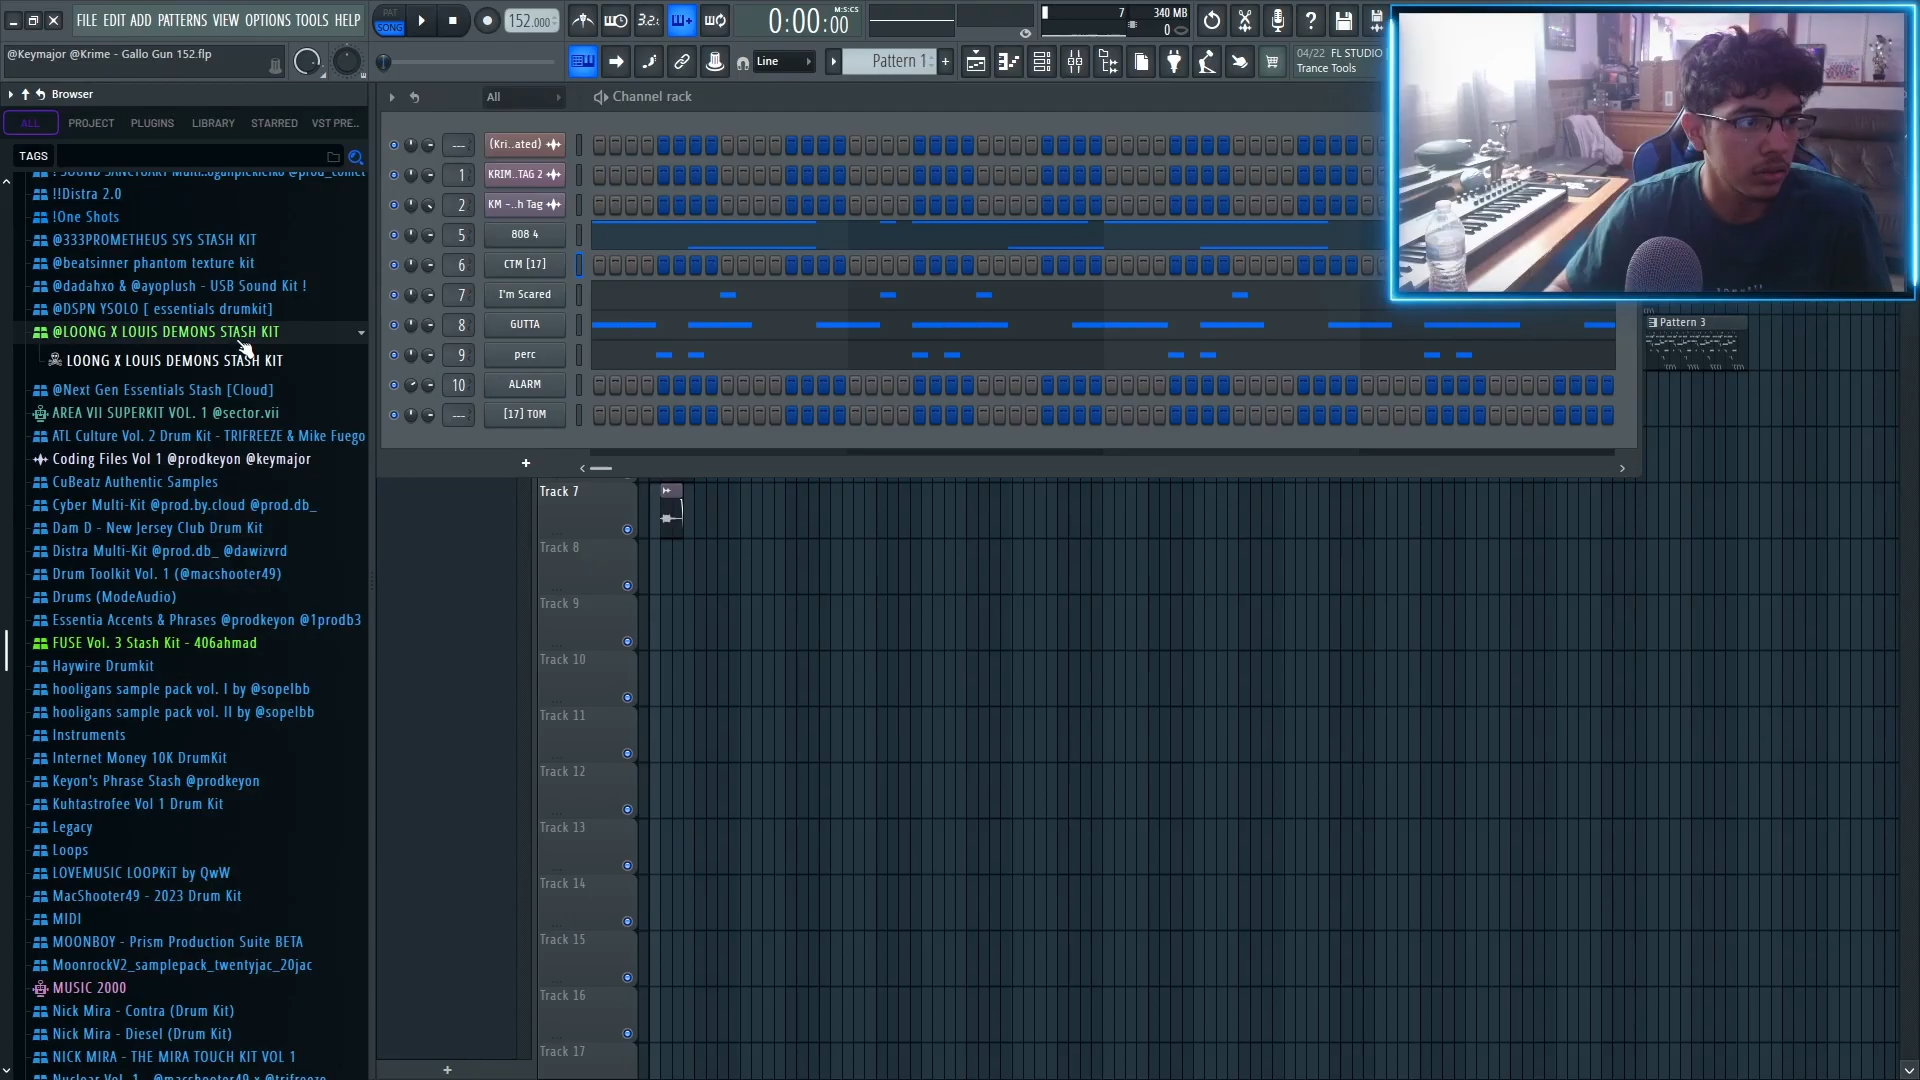 FILE EDIT ADD PATTERNS VIEW OPTIONS TOOLS HELP
PAT
SONG
152.000
3.2.
0:00:00
M:S:CS
7
340 MB
0
@Keymajor @Krime - Gallo Gun 152.flp
Line
Pattern 1
+
04/22 FL STUDIO
Trance Tools
Browser
ALL
PROJECT
PLUGINS
LIBRARY
STARRED
VST PRE..
TAGS
!!Distra 2.0
!One Shots
@333PROMETHEUS SYS STASH KIT
@beatsinner phantom texture kit
@dadahxo & @ayoplush - USB Sound Kit !
@DSPN YSOLO [ essentials drumkit]
@LOONG X LOUIS DEMONS STASH KIT
LOONG X LOUIS DEMONS STASH KIT
@Next Gen Essentials Stash [Cloud]
AREA VII SUPERKIT VOL. 1 @sector.vii
ATL Culture Vol. 2 Drum Kit - TRIFREEZE & Mike Fuego
Coding Files Vol 1 @prodkeyon @keymajor
CuBeatz Authentic Samples
Cyber Multi-Kit @prod.by.cloud @prod.db_
Dam D - New Jersey Club Drum Kit
Distra Multi-Kit @prod.db_ @dawizvrd
Drum Toolkit Vol. 1 (@macshooter49)
Drums (ModeAudio)
Essentia Accents & Phrases @prodkeyon @1prodb3
FUSE Vol. 3 Stash Kit - 406ahmad
Haywire Drumkit
hooligans sample pack vol. I by @sopelbb
hooligans sample pack vol. II by @sopelbb
Instruments
Internet Money 10K DrumKit
Keyon's Phrase Stash @prodkeyon
Kuhtastrofee Vol 1 Drum Kit
Legacy
Loops
LOVEMUSIC LOOPKiT by QwW
MacShooter49 - 2023 Drum Kit
MIDI
MOONBOY - Prism Production Suite BETA
MoonrockV2_samplepack_twentyjac_20jac
MUSIC 2000
Nick Mira - Contra (Drum Kit)
Nick Mira - Diesel (Drum Kit)
NICK MIRA - THE MIRA TOUCH KIT VOL 1
Nuclear Vol. 1 - @macshooter49 x @trifreeze
All
Channel rack
--- (Kri..ated)
1 KRIM..TAG 2
2 KM -..h Tag
5 808 4
6 CTM [17]
7 I'm Scared
8 GUTTA
9 perc
10 ALARM
--- [17] TOM
+
Pattern 3
Track 7
Track 8
Track 9
Track 10
Track 11
Track 12
Track 13
Track 14
Track 15
Track 16
Track 17
+